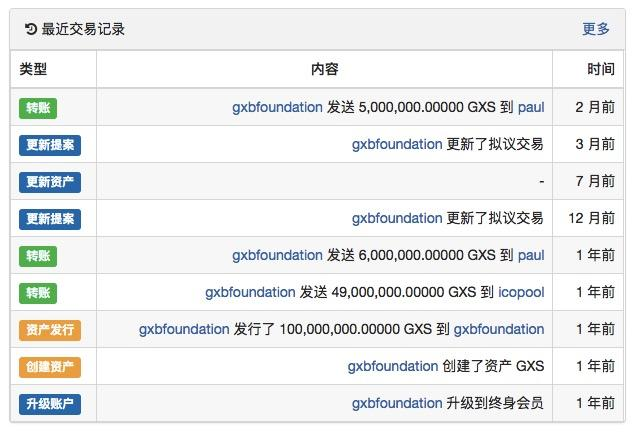 最近交易记录 更多
类型 内容 时间
转账 gxbfoundation 发送 5,000,000.00000 GXS 到 paul 2 月前
更新提案 gxbfoundation 更新了拟议交易 3 月前
更新资产 - 7 月前
更新提案 gxbfoundation 更新了拟议交易 12 月前
转账 gxbfoundation 发送 6,000,000.00000 GXS 到 paul 1 年前
转账 gxbfoundation 发送 49,000,000.00000 GXS 到 icopool 1 年前
资产发行 gxbfoundation 发行了 100,000,000.00000 GXS 到 gxbfoundation 1 年前
创建资产 gxbfoundation 创建了资产 GXS 1 年前
升级账户 gxbfoundation 升级到终身会员 1 年前